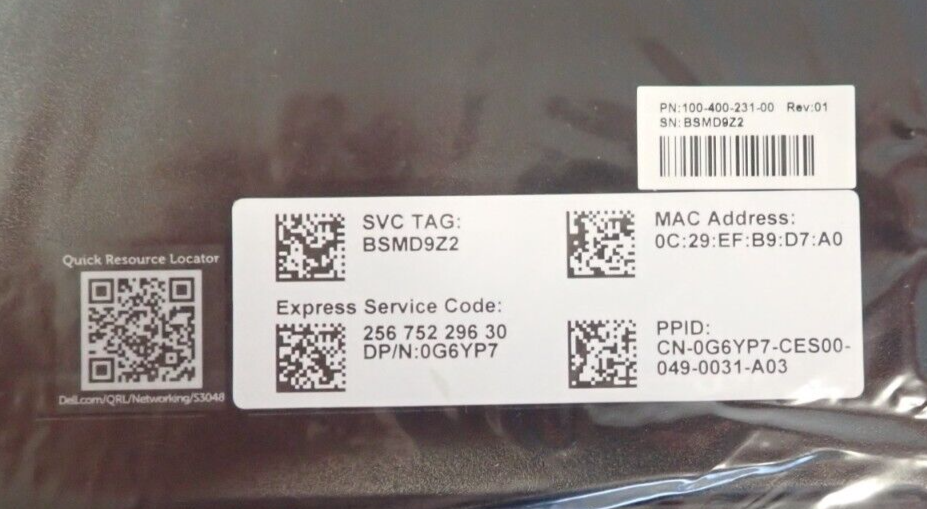 PN:100-400-231-00 Rev:01
SN:BSMD9Z2
SVC TAG:
BSMD9Z2
MAC Address:
0C:29:EF:B9:D7:A0
Quick Resource Locator
Express Service Code:
256 752 296 30
DP/N:0G6YP7
PPID:
CN-0G6YP7-CES00-
049-0031-A03
Dell.com/QRL/Networking/S3048